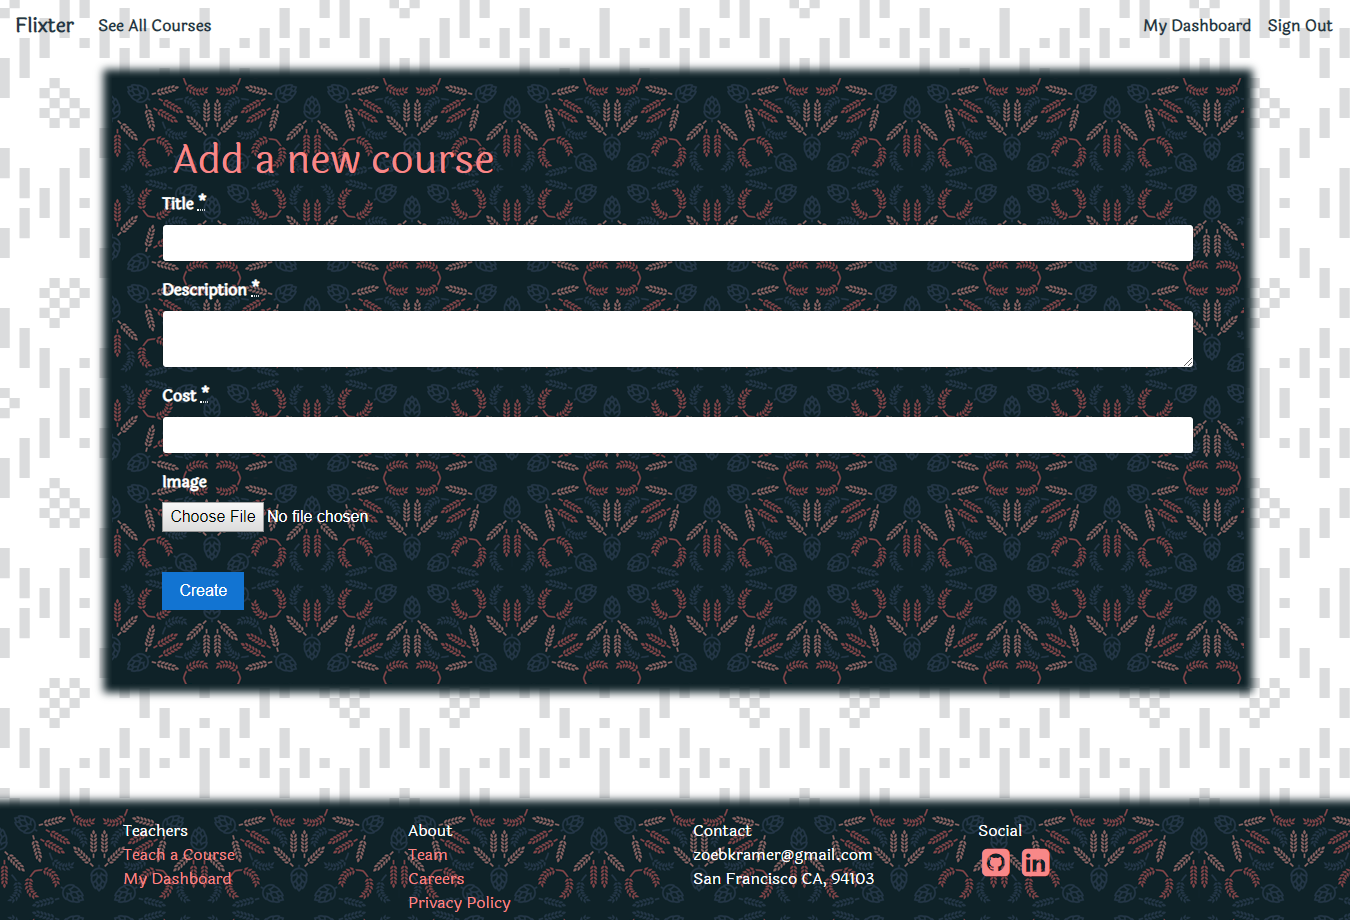 Flixter See All Courses My Dashboard Sign Out
Add a new course
Title *
Description *
Cost *
Image
Choose File No file chosen
Create
Teachers
Teach a Course
My Dashboard
About
Team
Careers
Privacy Policy
Contact
zoebkramer@gmail.com
San Francisco CA, 94103
Social
in